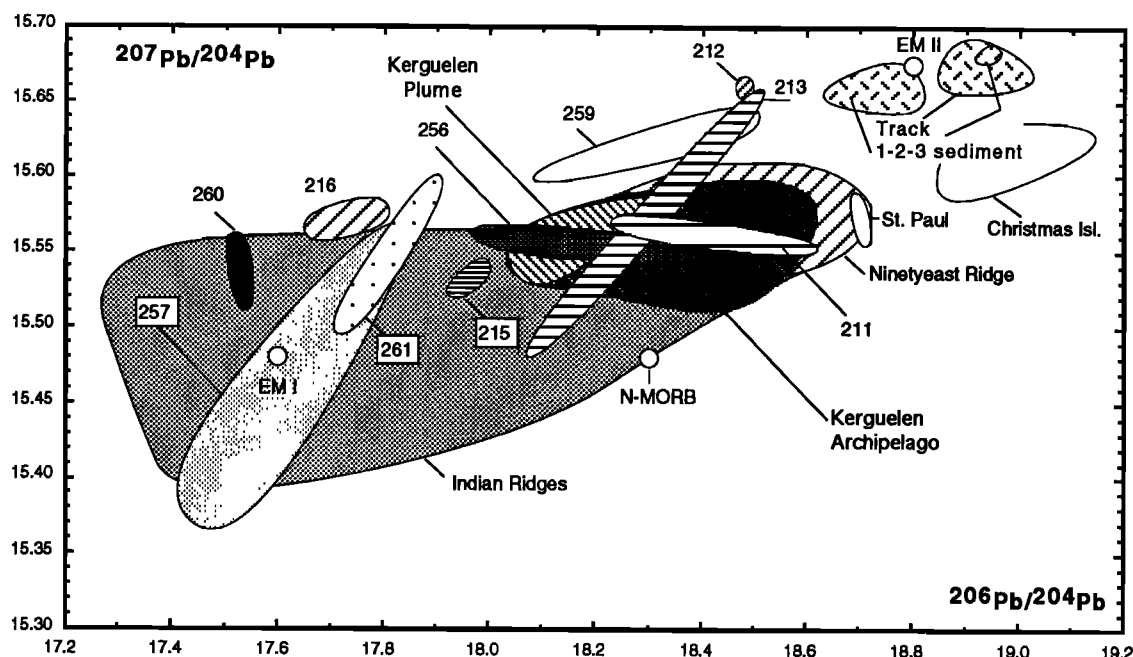 15.70
207Pb/204Pb
Kerguelen
Plume
212
EM II
213
15.65
256
259
Track
1-2-3 sediment
15.60
260
216
St. Paul
Christmas Isl.
15.55
Ninetyeast Ridge
257
15.50
261
215
211
EM I
N-MORB
15.45
Kerguelen
Archipelago
15.40
Indian Ridges
15.35
206Pb/204Pb
15.30
17.2
17.4
17.6
17.8
18.0
18.2
18.4
18.6
18.8
19.0
19.2